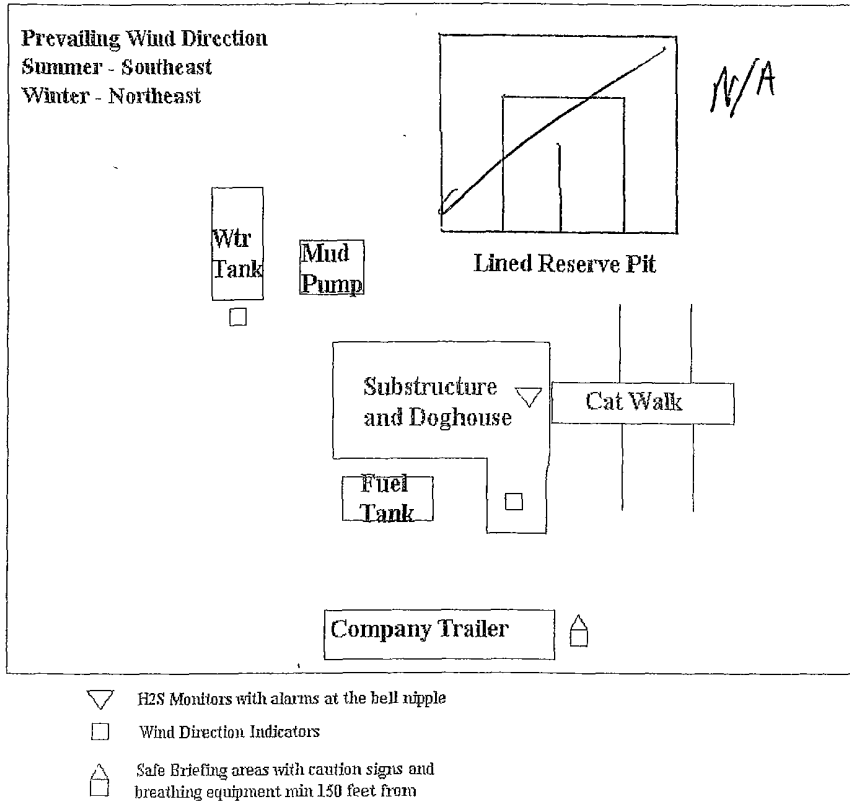 Prevailing Wind Direction
Summer - Southeast
Winter - Northeast
N/A
Wtr
Tank
Mud
Pump
Lined Reserve Pit
Substructure
and Doghouse
Cat Walk
Fuel
Tank
Company Trailer
H2S Monitors with alarms at the bell nipple
Wind Direction Indicators
Safe Briefing areas with caution signs and
breathing equipment min 150 feet from